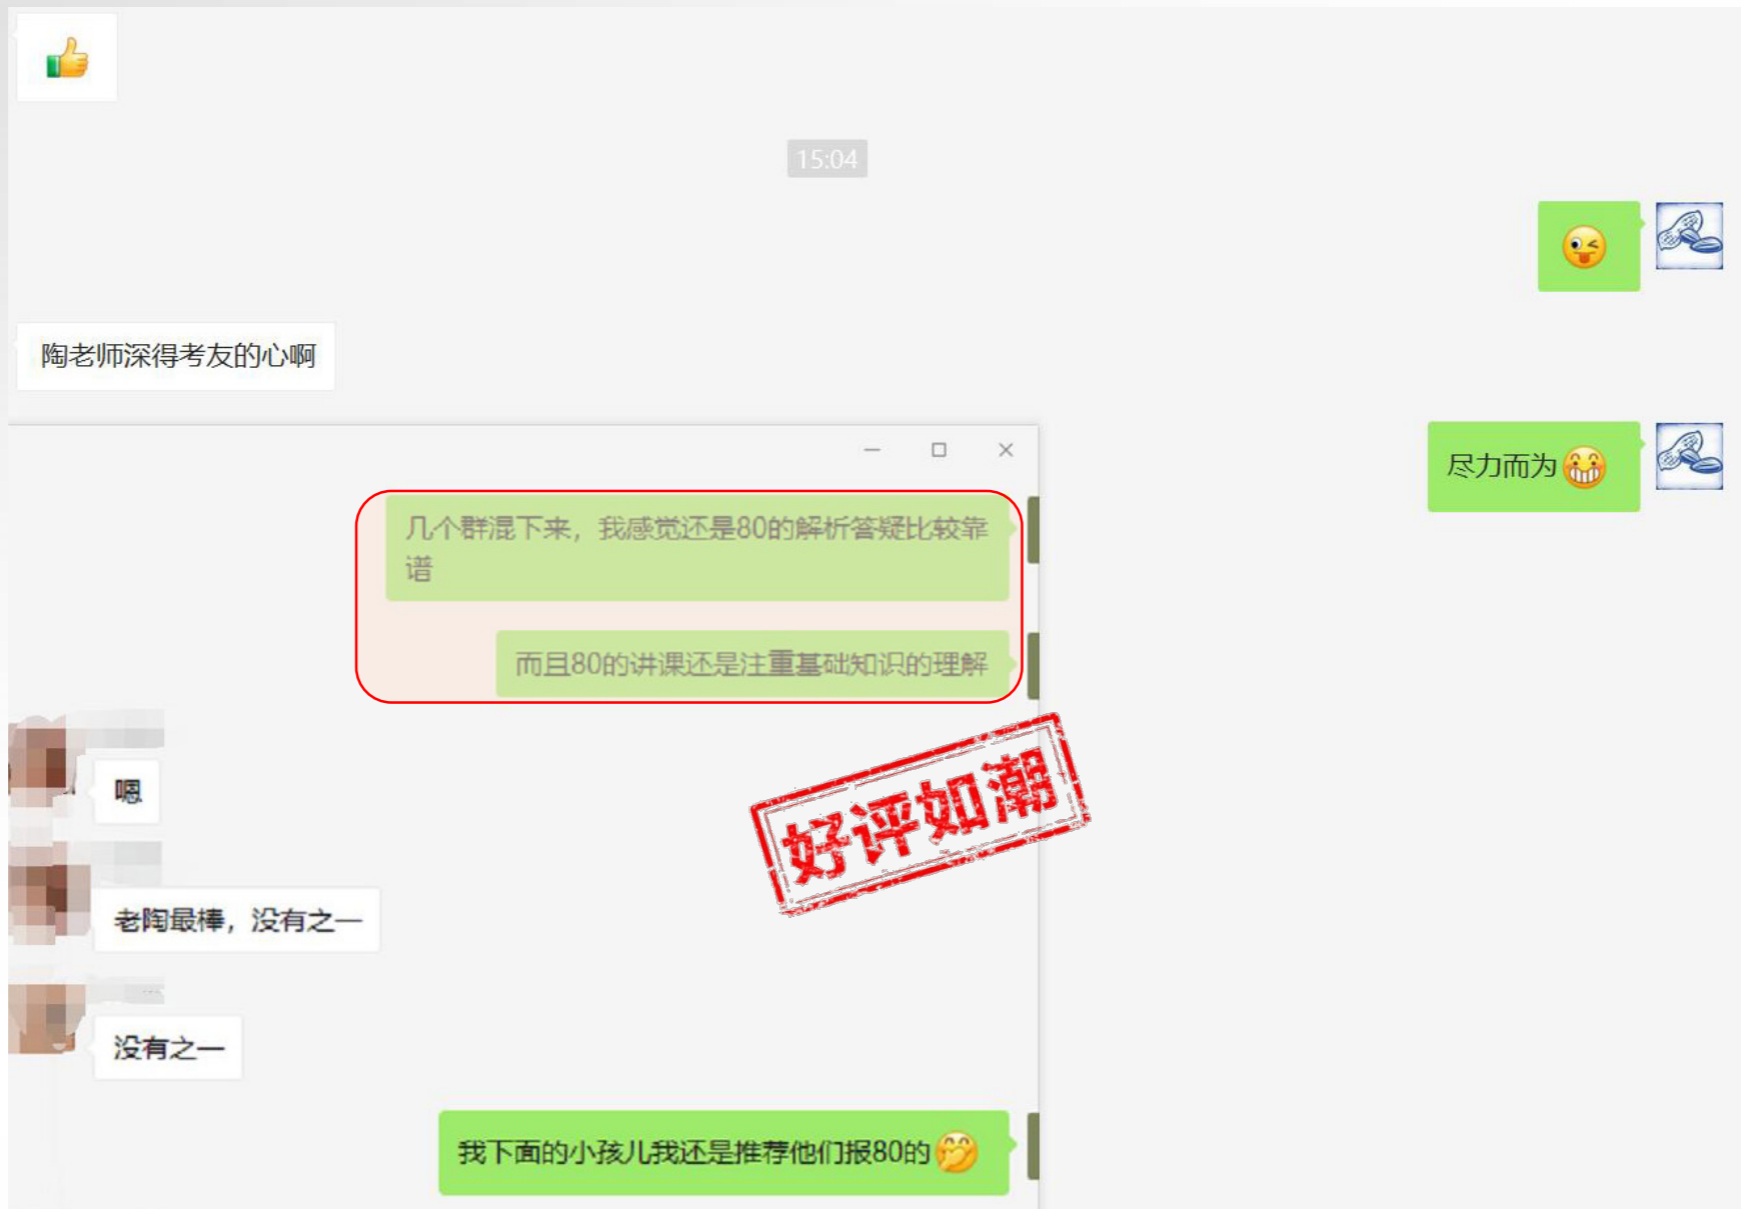 15:04
陶老师深得考友的心啊
尽力而为
几个群混下来，我感觉还是80的解析答疑比较靠
谱
而且80的讲课还是注重基础知识的理解
好评如潮
嗯
老陶最棒，没有之一
没有之一
我下面的小孩儿我还是推荐他们报80的